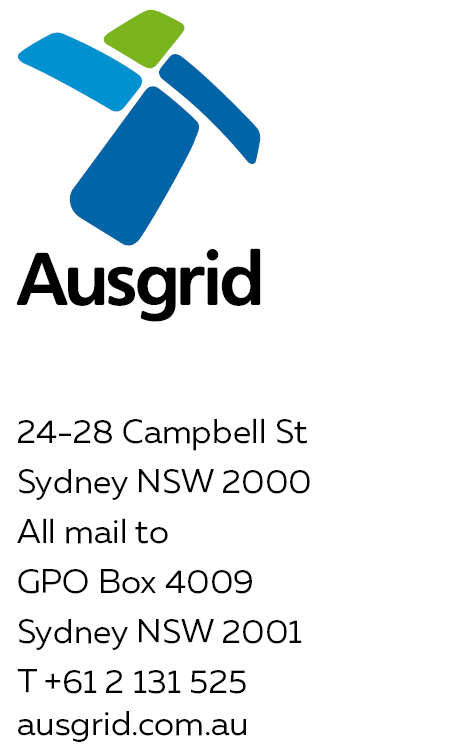 Ausgrid
24-28 Campbell St
Sydney NSW 2000
All mail to
GPO Box 4009
Sydney NSW 2001
T +61 2 131 525
ausgrid.com.au